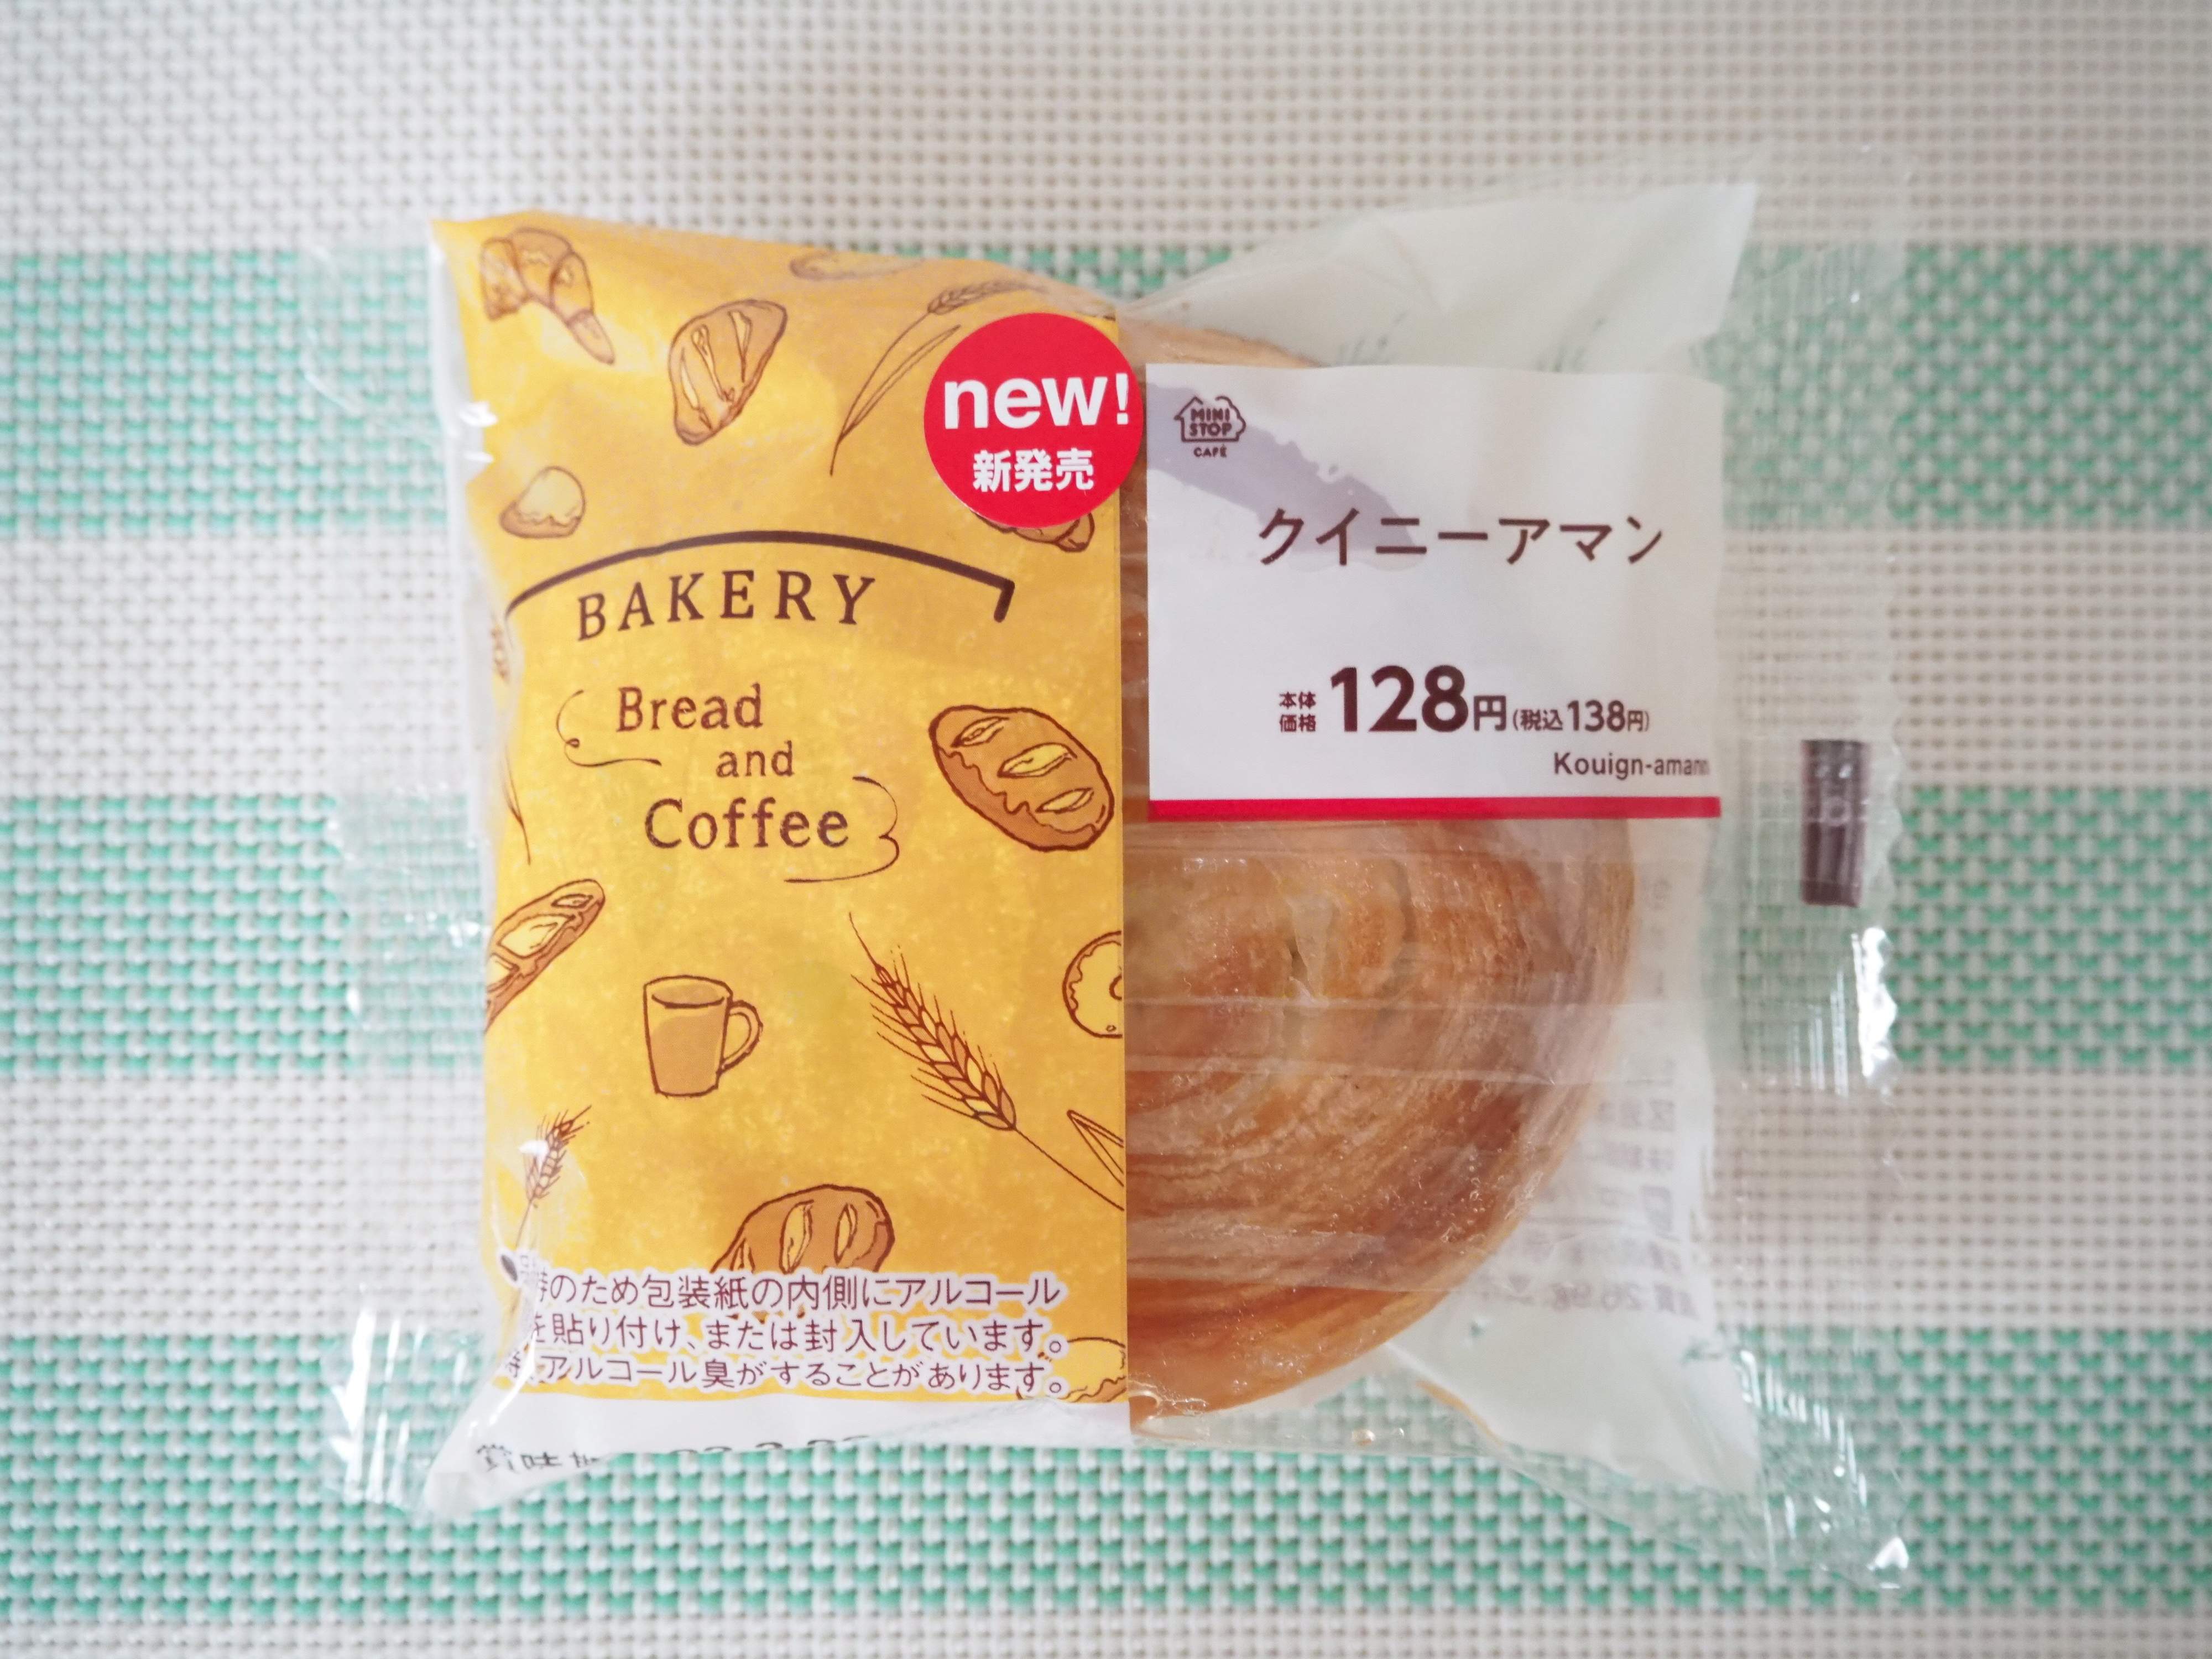 new!
新発売
BAKERY
Bread
and
Coffee
のため包装紙の内側にアルコール
を貼り付け、または封入しています。
アルコール臭がすることがあります。
賞味
MINI
STOP
CAFÉ
クイニーアマン
本体
価格 128円(税込138円)
Kouign-amann